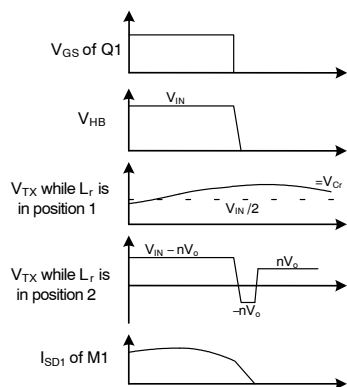 V_GS of Q1
V_HB
V_IN
V_TX while L_r is
in position 1
=V_Cr
V_IN /2
V_TX while L_r is
in position 2
V_IN – nV_o
nV_o
–nV_o
I_SD1 of M1